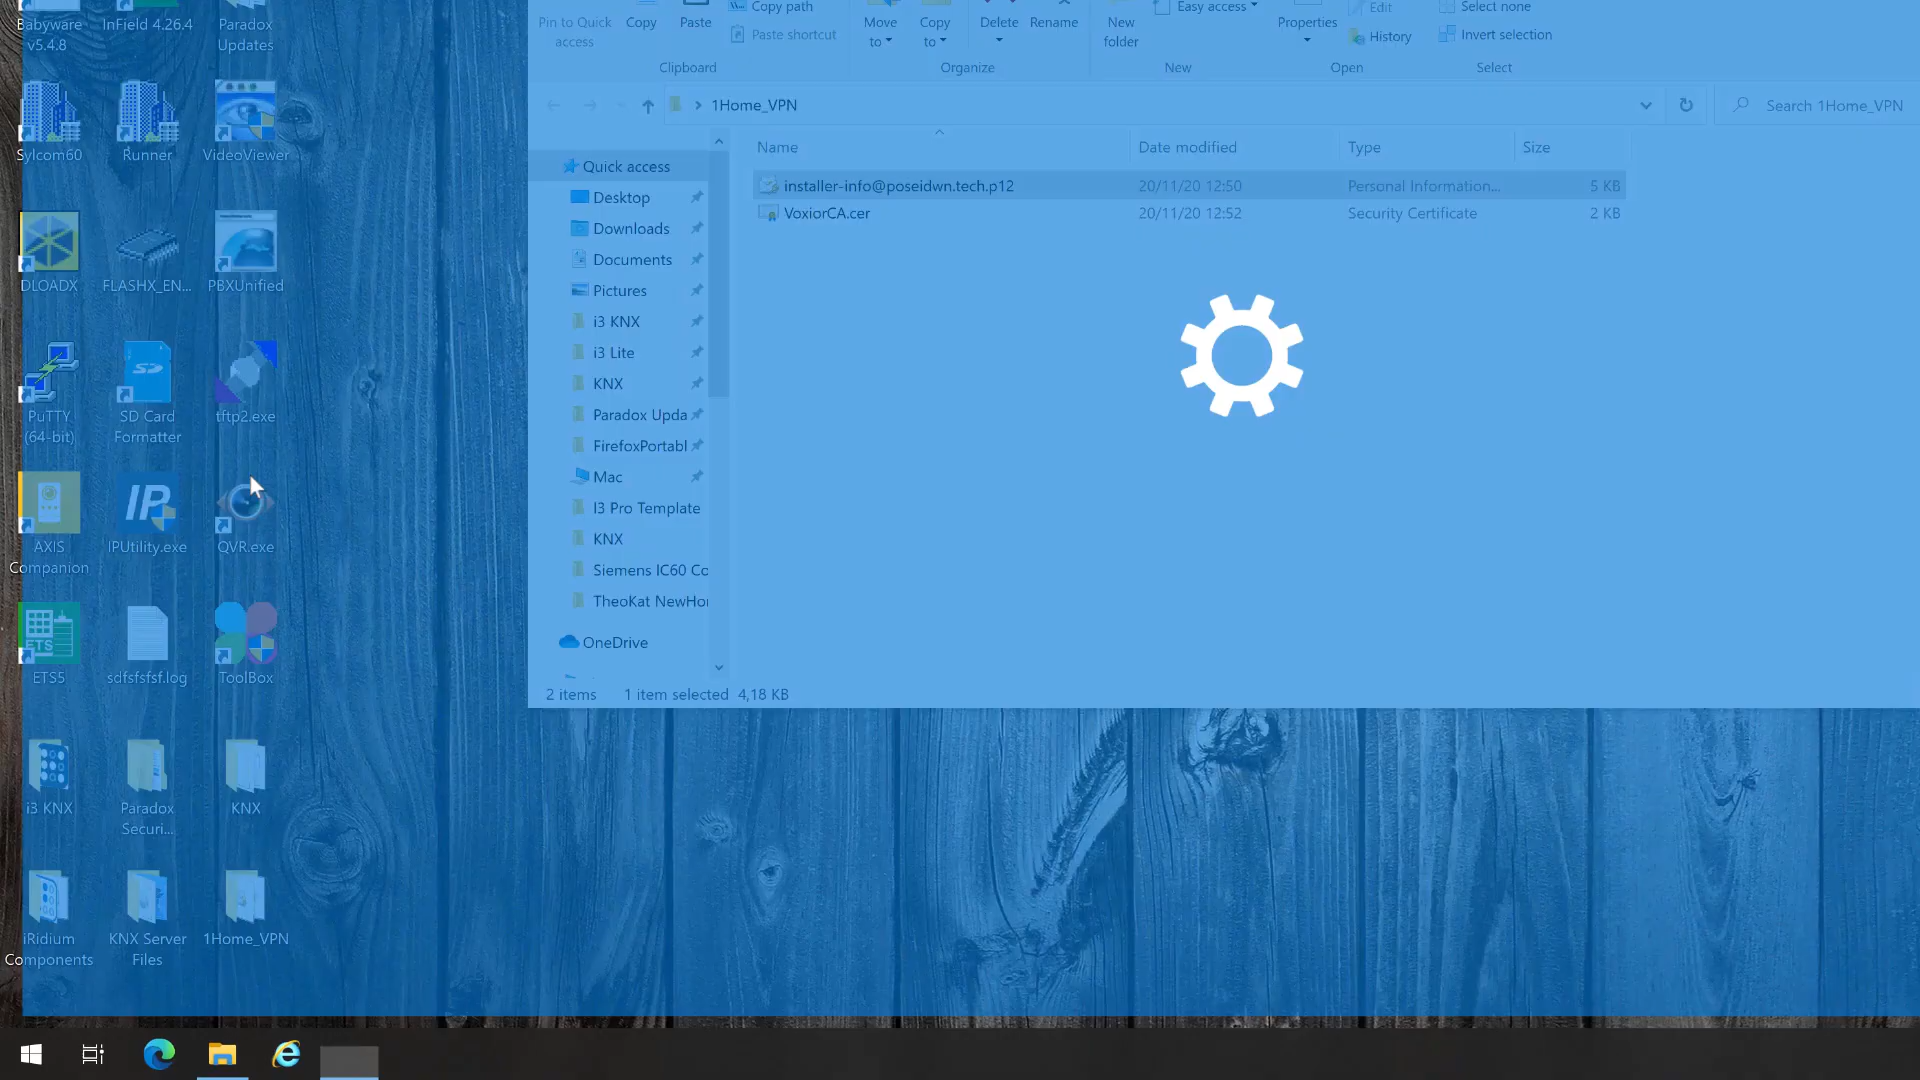 Babyware
v5.4.8
InField 4.26.4
Paradox
Updates
Sylcom60
Runner
VideoViewer
DLOADX
FLASHX_EN...
PBXUnified
PuTTY
(64-bit)
SD
SD Card
Formatter
tftp2.exe
AXIS
Companion
IP
IPUtility.exe
QVR.exe
ETS
ETS5
sdfsfsfsf.log
ToolBox
i3 KNX
Paradox
Securi...
KNX
iRidium
Components
KNX Server
Files
1Home_VPN
Pin to Quick
access
Copy
Paste
Copy path
Paste shortcut
Clipboard
Move
to
Copy
to
Delete
Rename
Organize
New
folder
Easy access
New
Properties
Edit
History
Open
Select none
Invert selection
Select
1Home_VPN
Search 1Home_VPN
Quick access
Desktop
Downloads
Documents
Pictures
i3 KNX
i3 Lite
KNX
Paradox Upda
FirefoxPortabl
Mac
I3 Pro Template
KNX
Siemens IC60 Co
TheoKat NewHo
OneDrive
Name
Date modified
Type
Size
installer-info@poseidwn.tech.p12
20/11/20 12:50
Personal Information...
5 KB
VoxiorCA.cer
20/11/20 12:52
Security Certificate
2 KB
2 items
1 item selected 4,18 KB